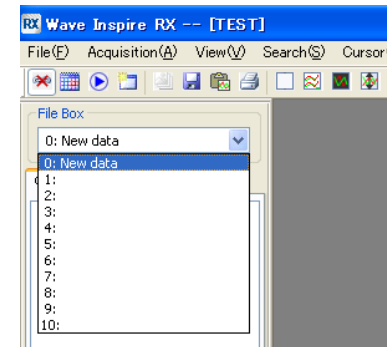 RX Wave Inspire RX -- [TEST]
File(F) Acquisition(A) View(V) Search(S) Cursor
File Box
0: New data
0: New data
1:
2:
3:
4:
5:
6:
7:
8:
9:
10: